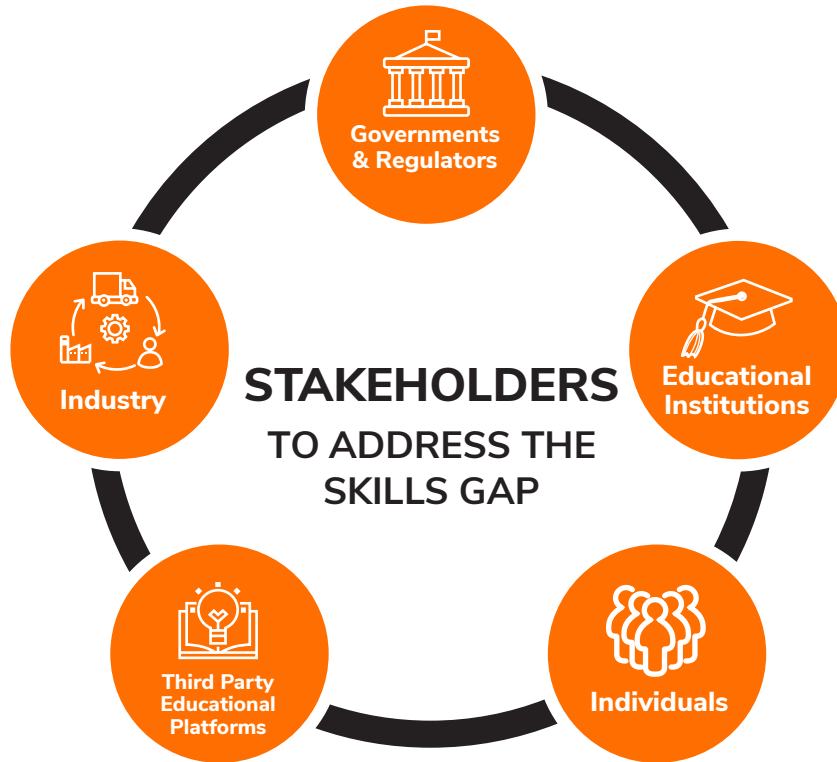 Governments
& Regulators
Educational
Institutions
Individuals
Third Party
Educational
Platforms
Industry
STAKEHOLDERS
TO ADDRESS THE
SKILLS GAP